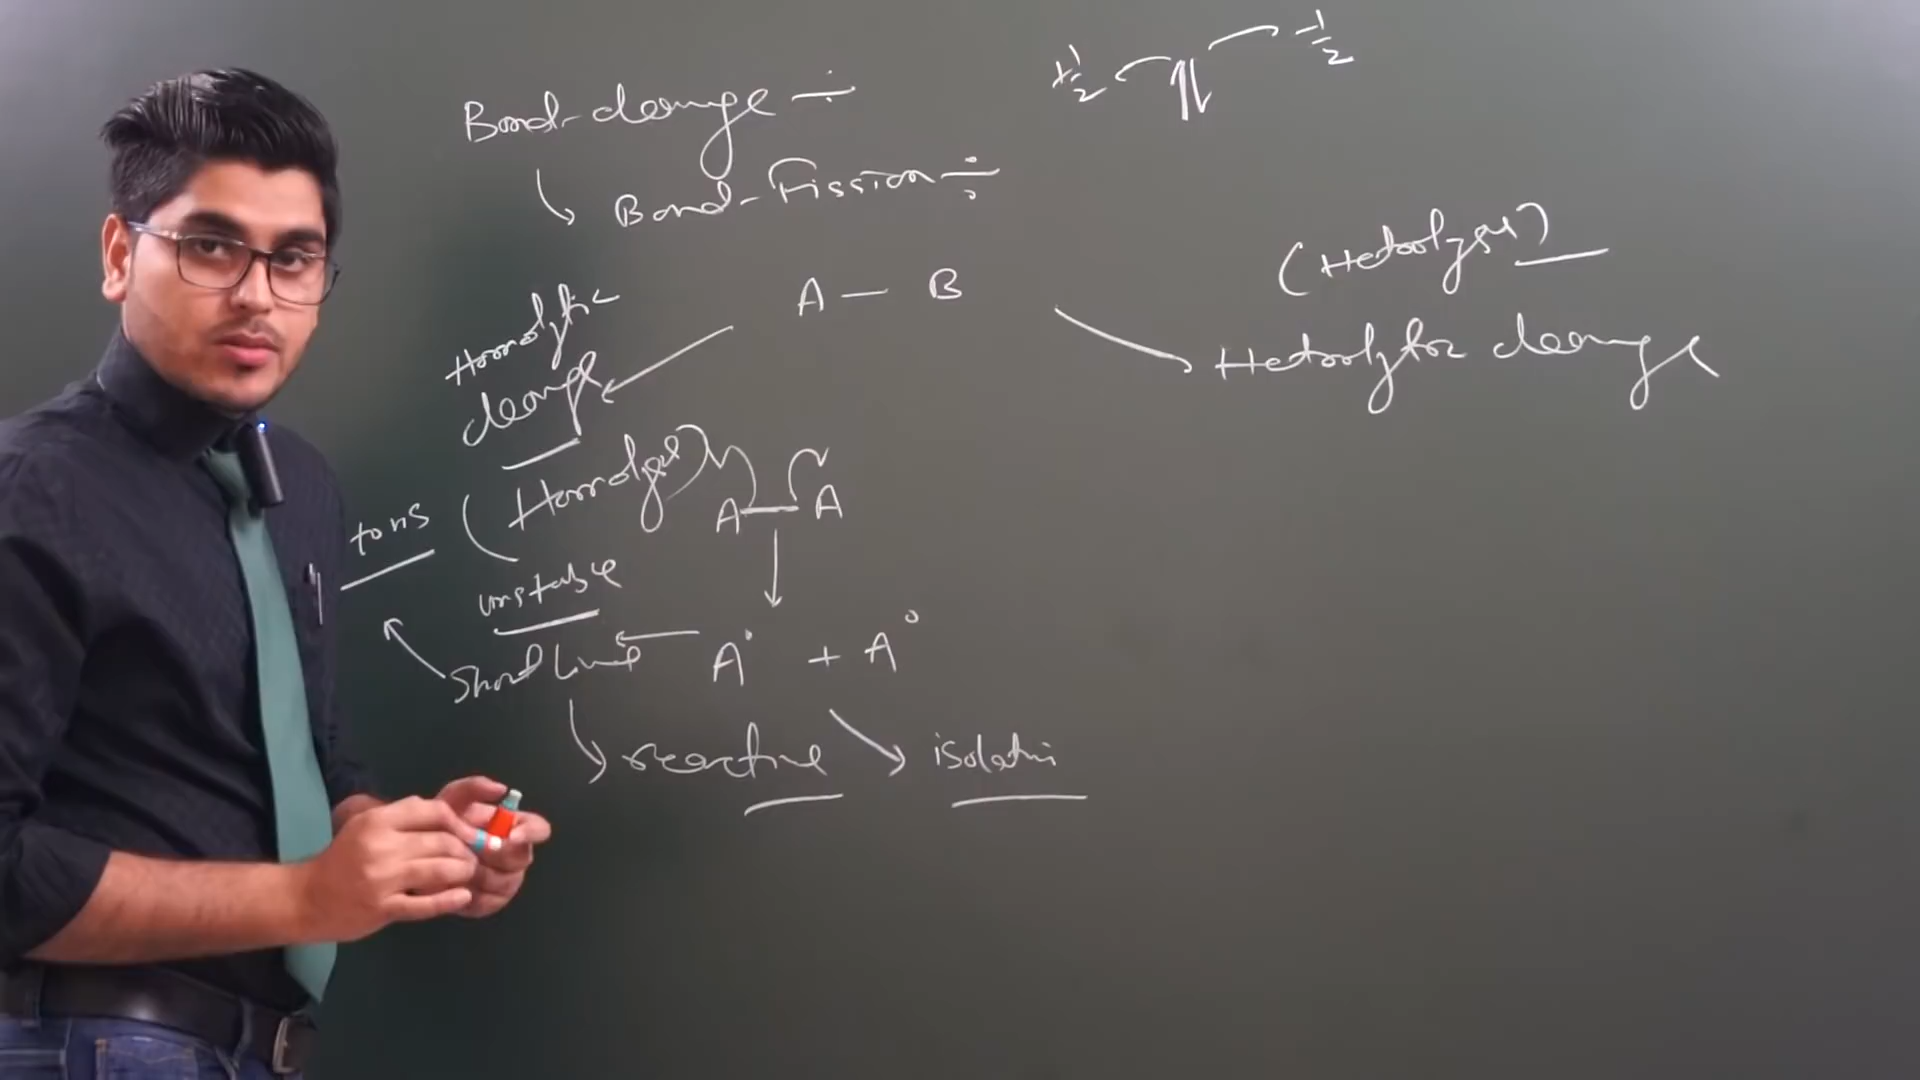 Bond-cleavage ÷
+1/2 ⥮ -1/2
Bond-Fission ÷
A — B
Homolytic
cleavage
(Homolysis)
(Heterolysis)
Heterolytic cleavage
A — A
tons
unstable
Short Lived
A• + A•
reactive
isolatin